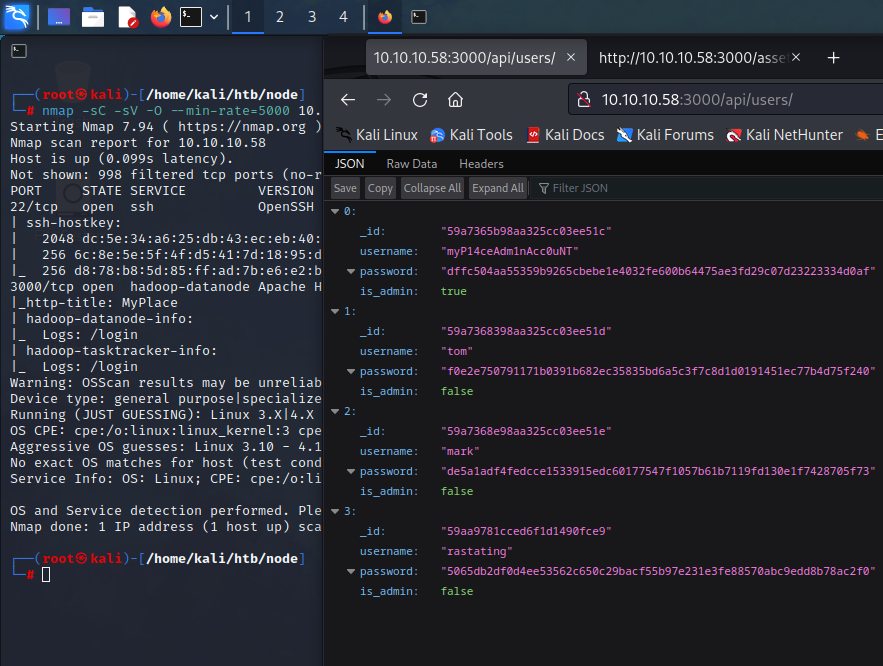 1 2 3 4
┌──(root㉿kali)-[/home/kali/htb/node]
└─# nmap -sC -sV -O --min-rate=5000 10.
Starting Nmap 7.94 ( https://nmap.org )
Nmap scan report for 10.10.10.58
Host is up (0.099s latency).
Not shown: 998 filtered tcp ports (no-r
PORT     STATE SERVICE         VERSION
22/tcp   open  ssh             OpenSSH
| ssh-hostkey:
|   2048 dc:5e:34:a6:25:db:43:ec:eb:40:
|   256 6c:8e:5e:5f:4f:d5:41:7d:18:95:d
|_  256 d8:78:b8:5d:85:ff:ad:7b:e6:e2:b
3000/tcp open  hadoop-datanode Apache H
|_http-title: MyPlace
| hadoop-datanode-info:
|_  Logs: /login
| hadoop-tasktracker-info:
|_  Logs: /login
Warning: OSScan results may be unreliab
Device type: general purpose|specialize
Running (JUST GUESSING): Linux 3.X|4.X
OS CPE: cpe:/o:linux:linux_kernel:3 cpe
Aggressive OS guesses: Linux 3.10 - 4.1
No exact OS matches for host (test cond
Service Info: OS: Linux; CPE: cpe:/o:li
OS and Service detection performed. Ple
Nmap done: 1 IP address (1 host up) sca
┌──(root㉿kali)-[/home/kali/htb/node]
└─#
10.10.10.58:3000/api/users/ × http://10.10.10.58:3000/asse × +
10.10.10.58:3000/api/users/
Kali Linux Kali Tools Kali Docs Kali Forums Kali NetHunter E
JSON Raw Data Headers
Save Copy Collapse All Expand All Filter JSON
0:
_id: "59a7365b98aa325cc03ee51c"
username: "myP14ceAdm1nAcc0uNT"
password: "dffc504aa55359b9265cbebe1e4032fe600b64475ae3fd29c07d23223334d0af"
is_admin: true
1:
_id: "59a7368398aa325cc03ee51d"
username: "tom"
password: "f0e2e750791171b0391b682ec35835bd6a5c3f7c8d1d0191451ec77b4d75f240"
is_admin: false
2:
_id: "59a7368e98aa325cc03ee51e"
username: "mark"
password: "de5a1adf4fedcce1533915edc60177547f1057b61b7119fd130e1f7428705f73"
is_admin: false
3:
_id: "59aa9781cced6f1d1490fce9"
username: "rastating"
password: "5065db2df0d4ee53562c650c29bacf55b97e231e3fe88570abc9edd8b78ac2f0"
is_admin: false